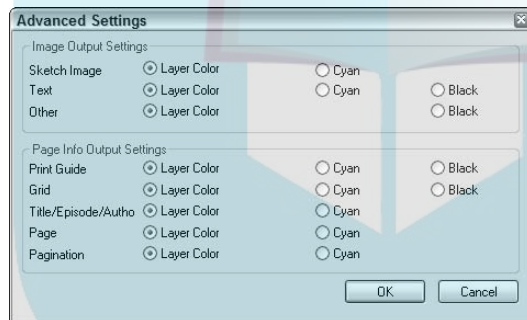 Advanced Settings
Image Output Settings
Sketch Image Layer Color Cyan
Text Layer Color Cyan Black
Other Layer Color Black
Page Info Output Settings
Print Guide Layer Color Cyan Black
Grid Layer Color Cyan Black
Title/Episode/Autho Layer Color Cyan
Page Layer Color Cyan
Pagination Layer Color Cyan
OK Cancel